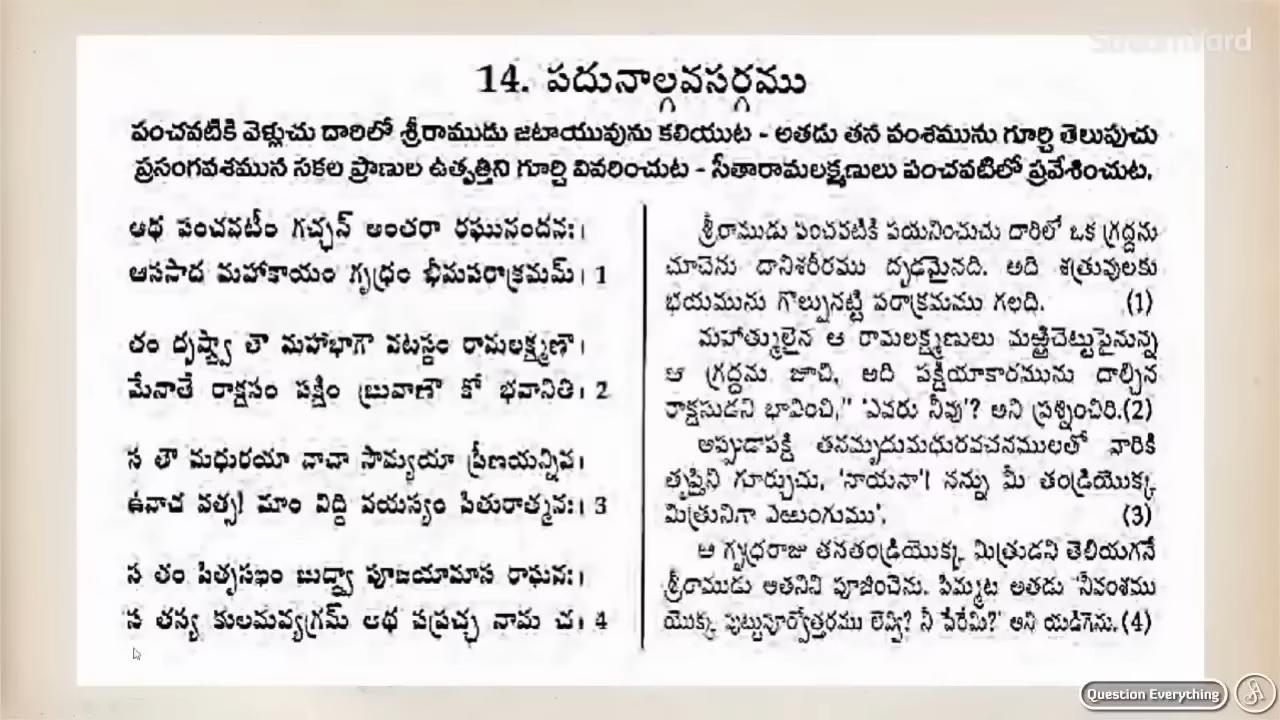 StreamYard
14. పదునాల్గవసర్గము
పంచవటికి వెళ్లుచు దారిలో శ్రీరాముడు జటాయువును కలియుట - అతడు తన వంశమును గూర్చి తెలుపుచు
ప్రసంగవశమున సకల ప్రాణుల ఉత్పత్తిని గూర్చి వివరించుట - సీతారామలక్ష్మణులు పంచవటిలో ప్రవేశించుట.
అథ పంచవటీం గచ్ఛన్ అంతరా రఘునందనః।
ఆససాద మహాకాయం గృధ్రం భీమపరాక్రమమ్। 1
తం దృష్ట్వా తౌ మహాభాగౌ వటస్థం రామలక్ష్మణౌ।
మేనాతే రాక్షసం పక్షిం బ్రువాణౌ కో భవానితి। 2
స తౌ మధురయా వాచా సౌమ్యయా ప్రీణయన్నివ।
ఉవాచ వత్స! మాం విద్ధి వయస్యం పితురాత్మనః। 3
స తం పితృసఖం బుద్ధ్వా పూజయామాస రాఘవః।
స తస్య కులమవ్యగ్రమ్ అథ పప్రచ్ఛ నామ చ। 4
శ్రీరాముడు పంచవటికి పయనించుచు దారిలో ఒక గ్రద్దను
చూచెను దానిశరీరము దృఢమైనది. అది శత్రువులకు
భయమును గొల్పునట్టి పరాక్రమము గలది. (1)
మహాత్ములైన ఆ రామలక్ష్మణులు మఱ్ఱిచెట్టుపైనున్న
ఆ గ్రద్దను జూచి, అది పక్షియాకారమును దాల్చిన
రాక్షసుడని భావించి," 'ఎవరు నీవు'? అని ప్రశ్నించిరి.(2)
అప్పుడాపక్షి తనమృదుమధురవచనములతో వారికి
తృప్తిని గూర్చుచు, 'నాయనా'! నన్ను మీ తండ్రియొక్క
మిత్రునిగా ఎఱుంగుము'. (3)
ఆ గృధ్రరాజు తనతండ్రియొక్క మిత్రుడని తెలియగనే
శ్రీరాముడు ఆతనిని పూజించెను. పిమ్మట అతడు 'నీవంశము
యొక్క పుట్టుపూర్వోత్తరము లెవ్వి? నీ పేరేమి?' అని యడిగెను.(4)
Question Everything